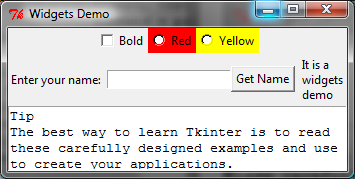 Widgets Demo
Bold Red Yellow
Enter your name: Get Name It is a
widgets
demo
Tip
The best way to learn Tkinter is to read
these carefully designed examples and use
to create your applications.